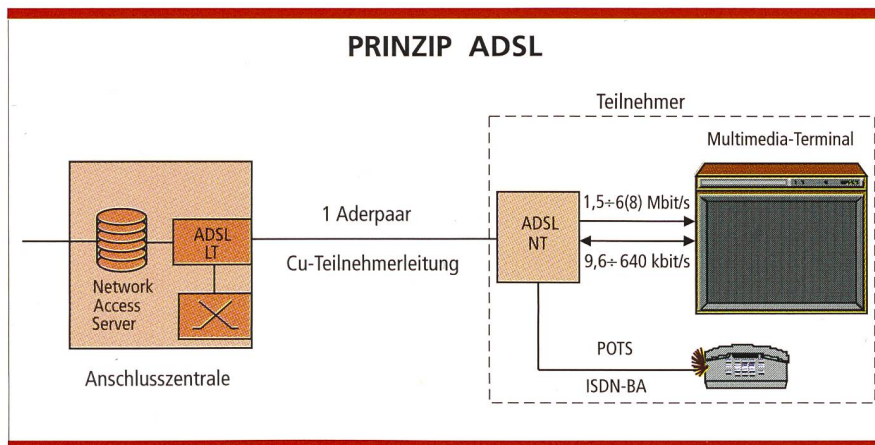 PRINZIP ADSL
Teilnehmer
Multimedia-Terminal
1 Aderpaar
Cu-Teilnehmerleitung
ADSL
LT
Network
Access
Server
Anschlusszentrale
ADSL
NT
1,5÷6(8) Mbit/s
9,6÷640 kbit/s
POTS
ISDN-BA